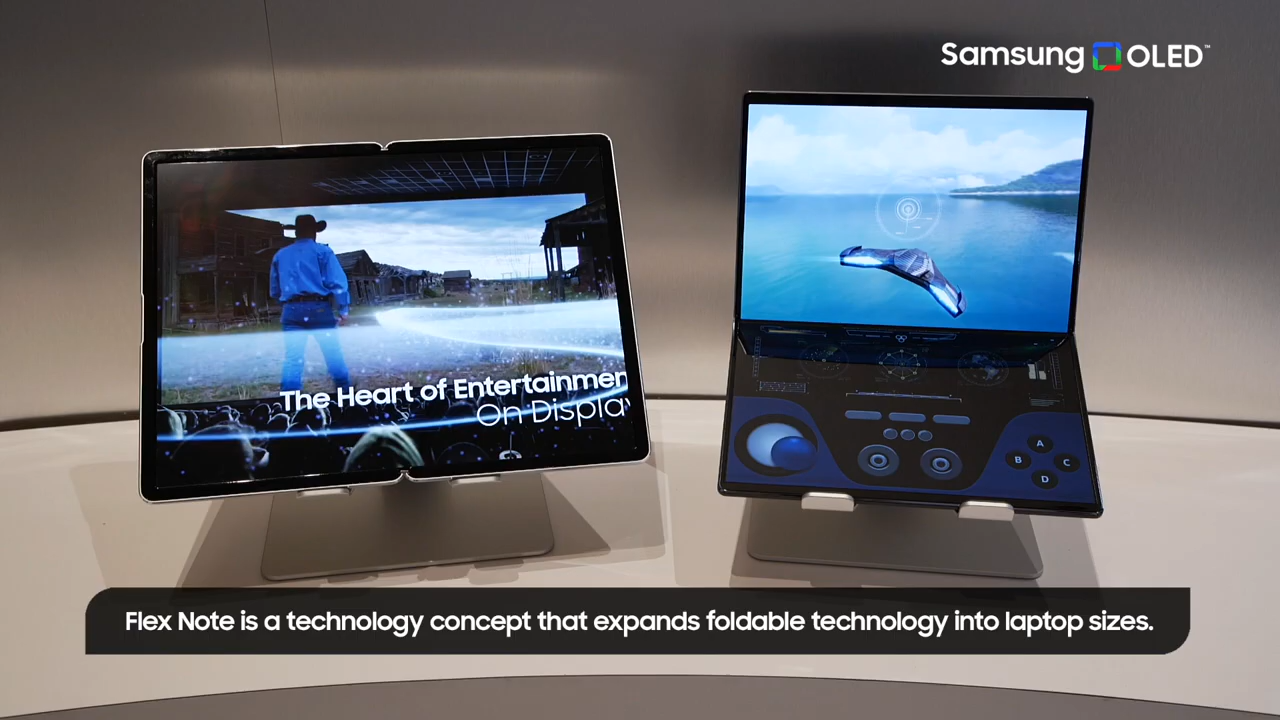 Samsung OLED™
The Heart of Entertainmen
On Display
A
B
C
D
Flex Note is a technology concept that expands foldable technology into laptop sizes.